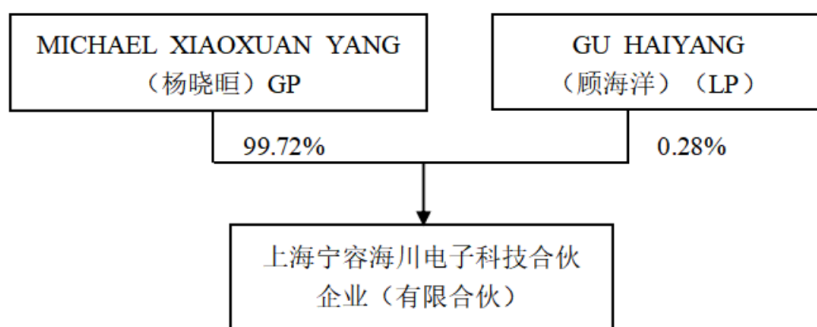 MICHAEL XIAOXUAN YANG
（杨晓晅）GP
GU HAIYANG
（顾海洋）（LP）
99.72%
0.28%
上海宁容海川电子科技合伙
企业（有限合伙）